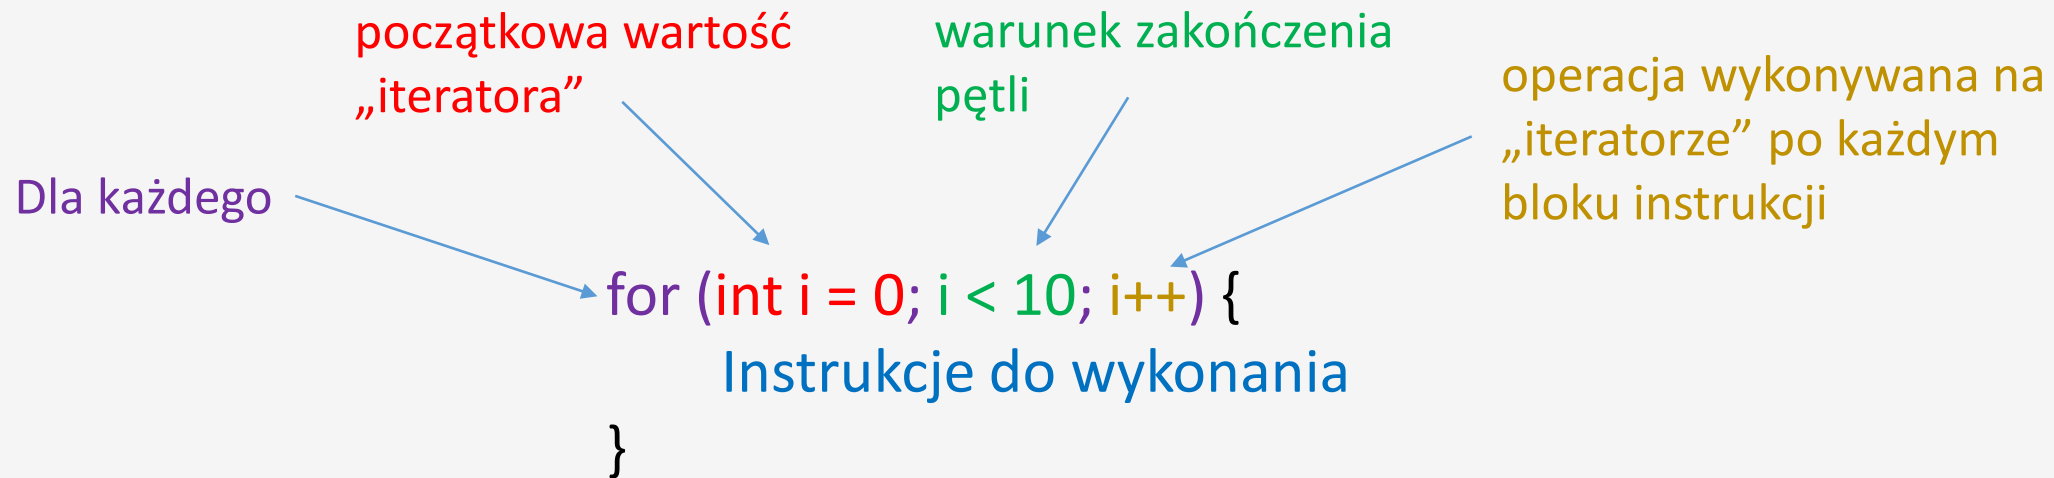 początkowa wartość
„iteratora”
warunek zakończenia
pętli
operacja wykonywana na
„iteratorze” po każdym
bloku instrukcji
Dla każdego
for (int i = 0; i < 10; i++) {
Instrukcje do wykonania
}